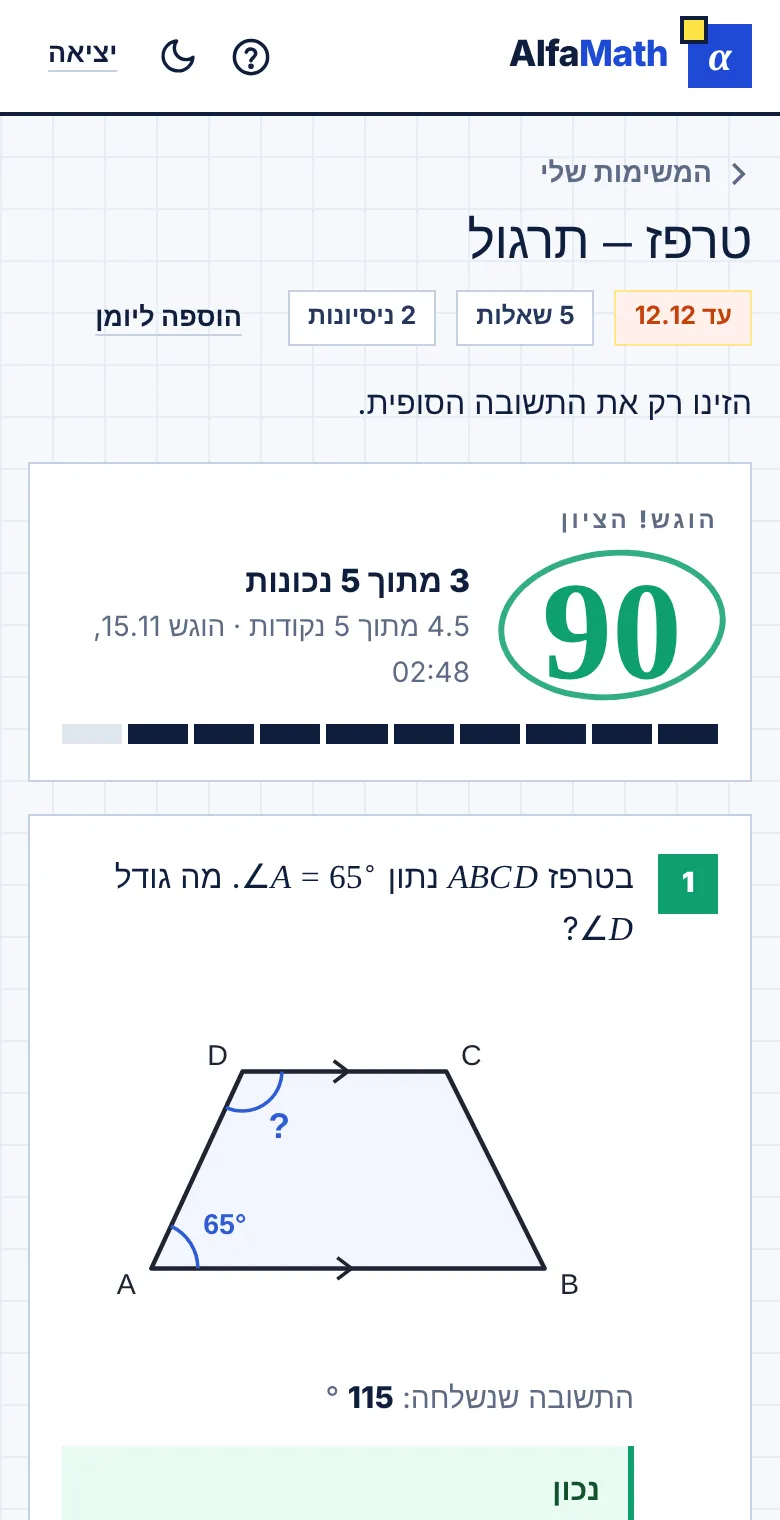 α AlfaMath יציאה
המשימות שלי
טרפז – תרגול
עד 12.12 5 שאלות 2 ניסיונות הוספה ליומן
הזינו רק את התשובה הסופית.
הוגש! הציון
90
3 מתוך 5 נכונות
4.5 מתוך 5 נקודות · הוגש 15.11,
02:48
1
בטרפז ABCD נתון ∠A = 65°. מה גודל
∠D?
D C
?
65°
A B
התשובה שנשלחה: 115 °
נכון